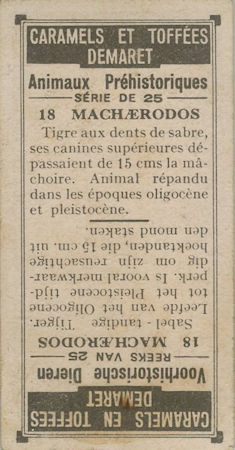 CARAMELS ET TOFFÉES
DEMARET
Animaux Préhistoriques
SÉRIE DE 25
18 MACHÆRODOS
Tigre aux dents de sabre,
ses canines supérieures dé-
passaient de 15 cms la mâ-
choire. Animal répandu
dans les époques oligocène
et pleistocène.
CARAMELS EN TOFFEES
DEMARET
Voorhistorische Dieren
REEKS VAN 25
18 MACHÆRODOS
Sabel - tandige Tijger.
Leefde van het Oligocene
tot het Pleistocene tijd-
perk. Is vooral merkwaar-
dig om zijn reusachtige
hoektanden, die 15 cm. uit
den mond staken.